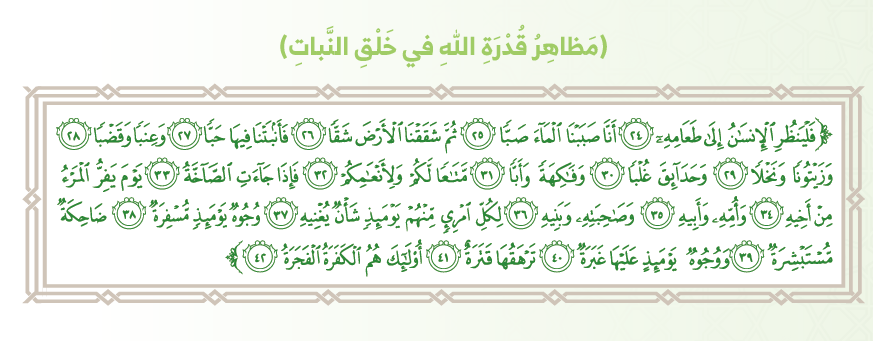 (مَظاهِرُ قُدْرَةِ اللهِ في خَلْقِ النَّباتِ)
﴿فَلْيَنظُرِ ٱلْإِنسَٰنُ إِلَىٰ طَعَامِهِۦٓ ٢٤ أَنَّا صَبَبْنَا ٱلْمَآءَ صَبًّا ٢٥ ثُمَّ شَقَقْنَا ٱلْأَرْضَ شَقًّا ٢٦ فَأَنۢبَتْنَا فِيهَا حَبًّا ٢٧ وَعِنَبًا وَقَضْبًا ٢٨
وَزَيْتُونًا وَنَخْلًا ٢٩ وَحَدَآئِقَ غُلْبًا ٣٠ وَفَٰكِهَةً وَأَبًّا ٣١ مَّتَٰعًا لَّكُمْ وَلِأَنْعَٰمِكُمْ ٣٢ فَإِذَا جَآءَتِ ٱلصَّآخَّةُ ٣٣ يَوْمَ يَفِرُّ ٱلْمَرْءُ
مِنْ أَخِيهِ ٣٤ وَأُمِّهِۦ وَأَبِيهِ ٣٥ وَصَٰحِبَتِهِۦ وَبَنِيهِ ٣٦ لِكُلِّ ٱمْرِئٍ مِّنْهُمْ يَوْمَئِذٍ شَأْنٌ يُغْنِيهِ ٣٧ وُجُوهٌ يَوْمَئِذٍ مُّسْفِرَةٌ ٣٨ ضَاحِكَةٌ
مُّسْتَبْشِرَةٌ ٣٩ وَوُجُوهٌ يَوْمَئِذٍ عَلَيْهَا غَبَرَةٌ ٤٠ تَرْهَقُهَا قَتَرَةٌ ٤١ أُو۟لَٰٓئِكَ هُمُ ٱلْكَفَرَةُ ٱلْفَجَرَةُ ٤٢﴾